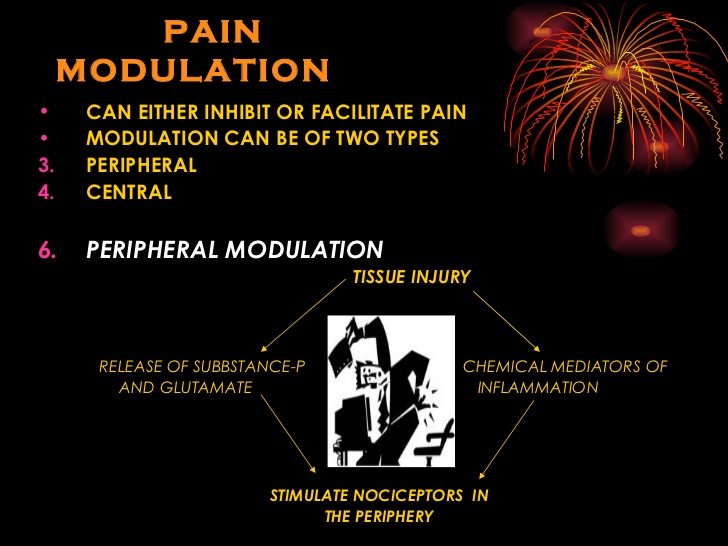 PAIN
MODULATION
• CAN EITHER INHIBIT OR FACILITATE PAIN
• MODULATION CAN BE OF TWO TYPES
3. PERIPHERAL
4. CENTRAL
6. PERIPHERAL MODULATION
TISSUE INJURY
RELEASE OF SUBBSTANCE-P
AND GLUTAMATE
CHEMICAL MEDIATORS OF
INFLAMMATION
STIMULATE NOCICEPTORS IN
THE PERIPHERY